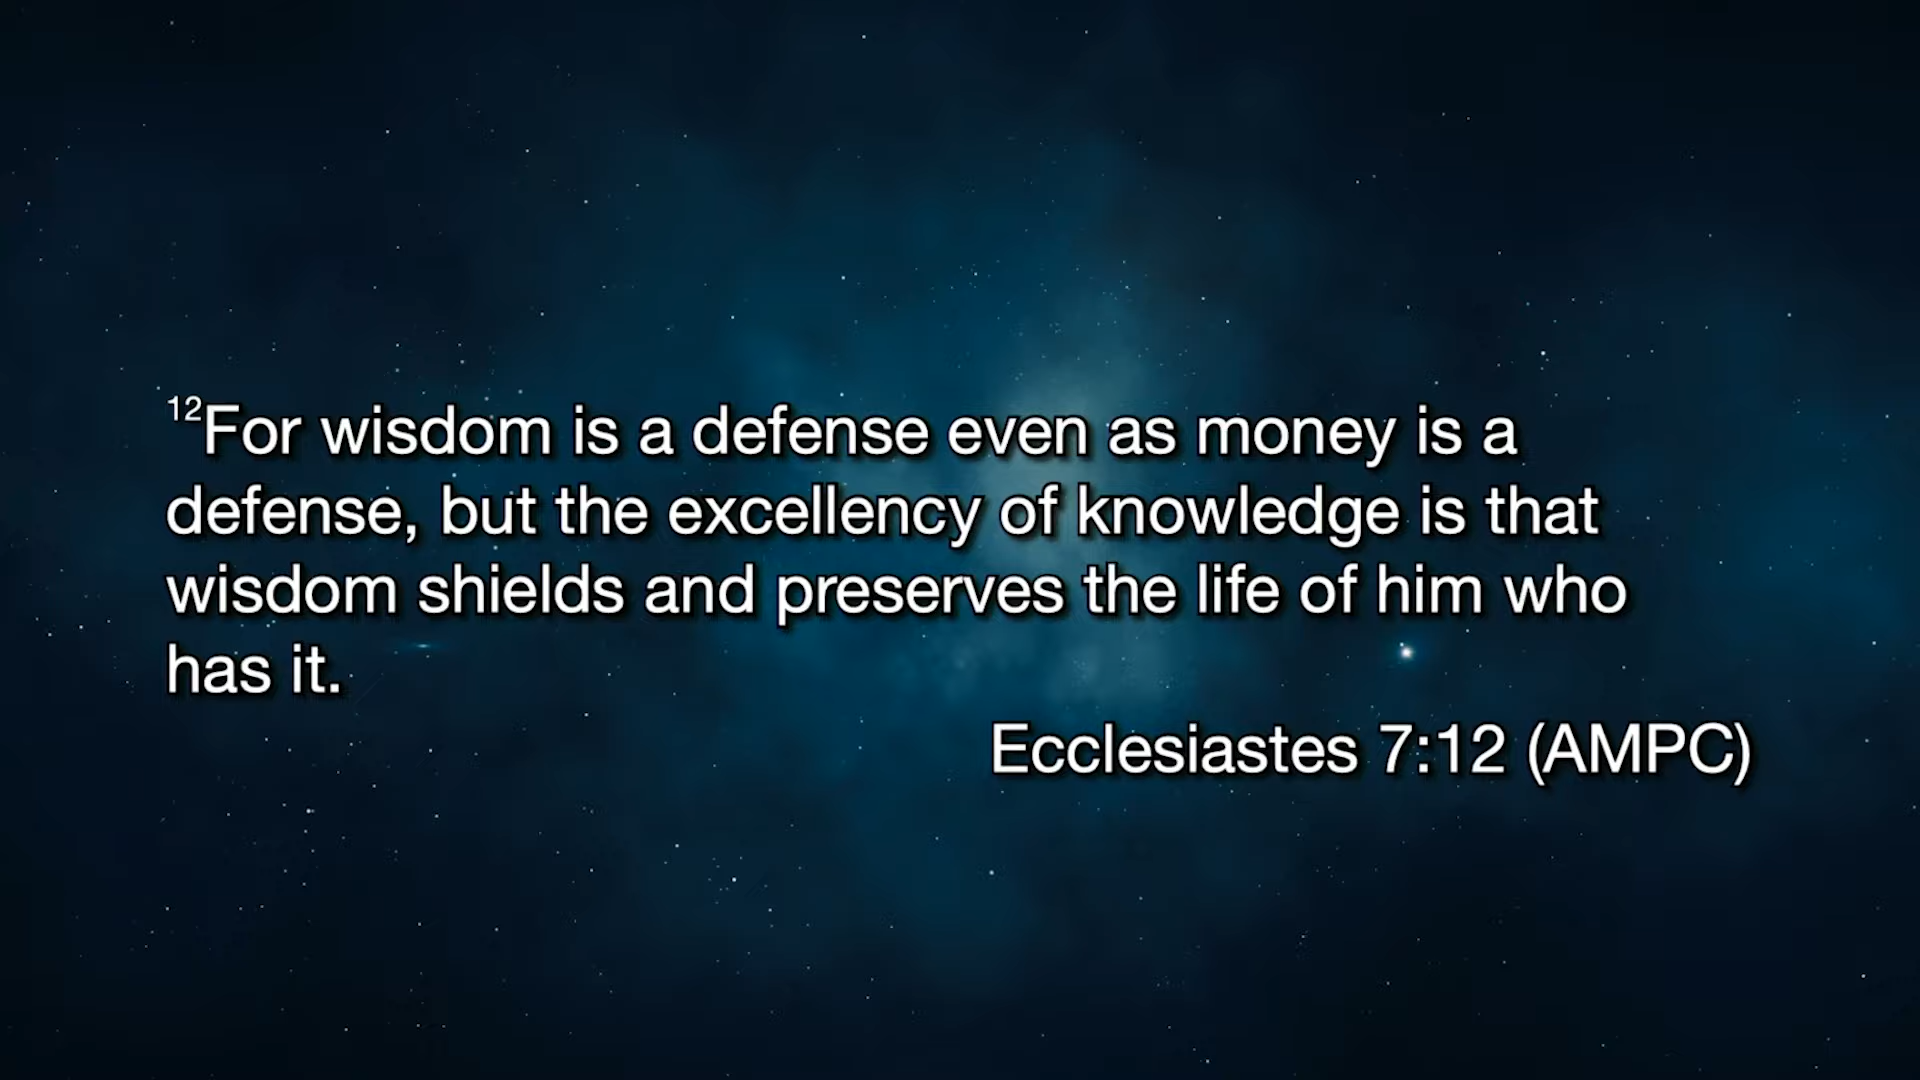 12For wisdom is a defense even as money is a
defense, but the excellency of knowledge is that
wisdom shields and preserves the life of him who
has it.
Ecclesiastes 7:12 (AMPC)